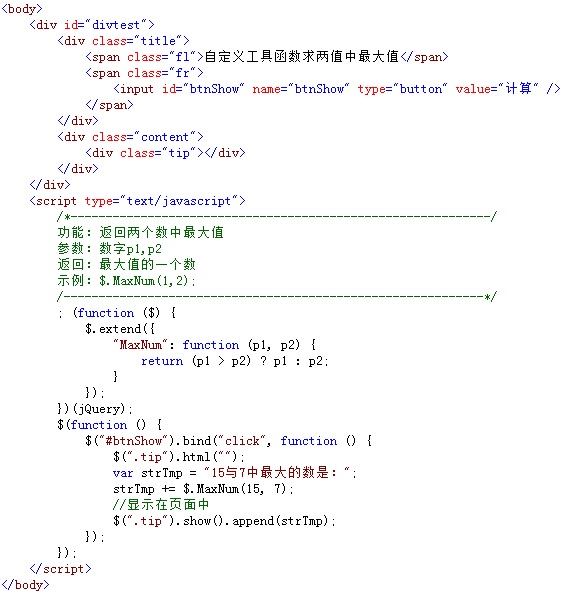 <body>
    <div id="divtest">
        <div class="title">
            <span class="fl">自定义工具函数求两值中最大值</span>
            <span class="fr">
                <input id="btnShow" name="btnShow" type="button" value="计算" />
            </span>
        </div>
        <div class="content">
            <div class="tip"></div>
        </div>
    </div>
    <script type="text/javascript">
        /*------------------------------------------------------------/
        功能：返回两个数中最大值
        参数：数字p1,p2
        返回：最大值的一个数
        示例：$.MaxNum(1,2);
        /------------------------------------------------------------*/
        ; (function ($) {
            $.extend({
                "MaxNum": function (p1, p2) {
                    return (p1 > p2) ? p1 : p2;
                }
            });
        })(jQuery);
        $(function () {
            $("#btnShow").bind("click", function () {
                $(".tip").html("");
                var strTmp = "15与7中最大的数是：";
                strTmp += $.MaxNum(15, 7);
                //显示在页面中
                $(".tip").show().append(strTmp);
            });
        });
    </script>
</body>